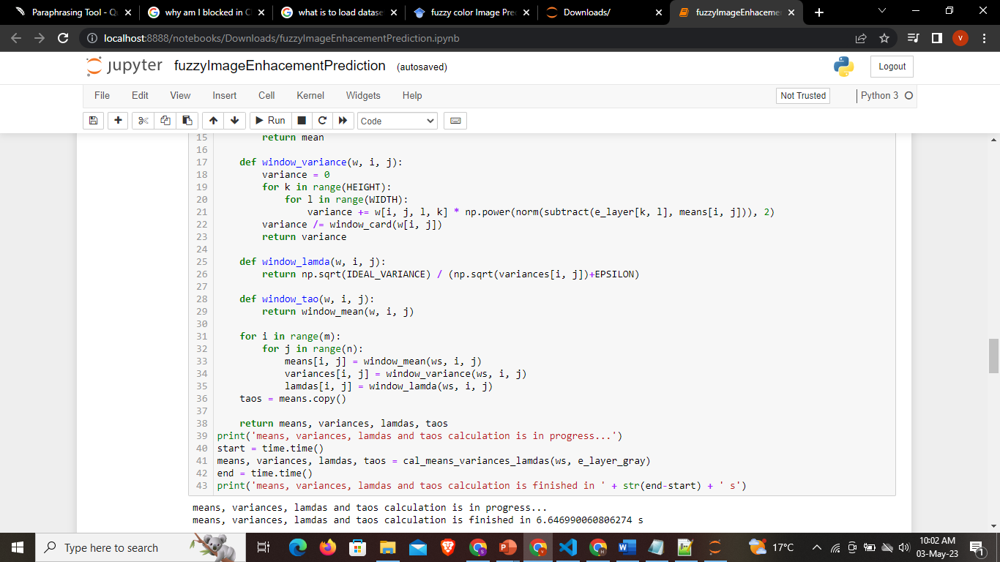 Paraphrasing Tool - Q
why am I blocked in C
what is to load datase
fuzzy color Image Pre
Downloads/
fuzzyImageEnhaceme
localhost:8888/notebooks/Downloads/fuzzyImageEnhacementPrediction.ipynb
V
jupyter fuzzyImageEnhacementPrediction (autosaved)
Logout
File Edit View Insert Cell Kernel Widgets Help
Not Trusted
Python 3
Run
Code
15         return mean
16
17     def window_variance(w, i, j):
18         variance = 0
19         for k in range(HEIGHT):
20             for l in range(WIDTH):
21                 variance += w[i, j, l, k] * np.power(norm(subtract(e_layer[k, l], means[i, j])), 2)
22         variance /= window_card(w[i, j])
23         return variance
24
25     def window_lamda(w, i, j):
26         return np.sqrt(IDEAL_VARIANCE) / (np.sqrt(variances[i, j])+EPSILON)
27
28     def window_tao(w, i, j):
29         return window_mean(w, i, j)
30
31     for i in range(m):
32         for j in range(n):
33             means[i, j] = window_mean(ws, i, j)
34             variances[i, j] = window_variance(ws, i, j)
35             lamdas[i, j] = window_lamda(ws, i, j)
36     taos = means.copy()
37
38     return means, variances, lamdas, taos
39 print('means, variances, lamdas and taos calculation is in progress...')
40 start = time.time()
41 means, variances, lamdas, taos = cal_means_variances_lamdas(ws, e_layer_gray)
42 end = time.time()
43 print('means, variances, lamdas and taos calculation is finished in ' + str(end-start) + ' s')
means, variances, lamdas and taos calculation is in progress...
means, variances, lamdas and taos calculation is finished in 6.646990060806274 s
Type here to search
17°C
10:02 AM
03-May-23
1